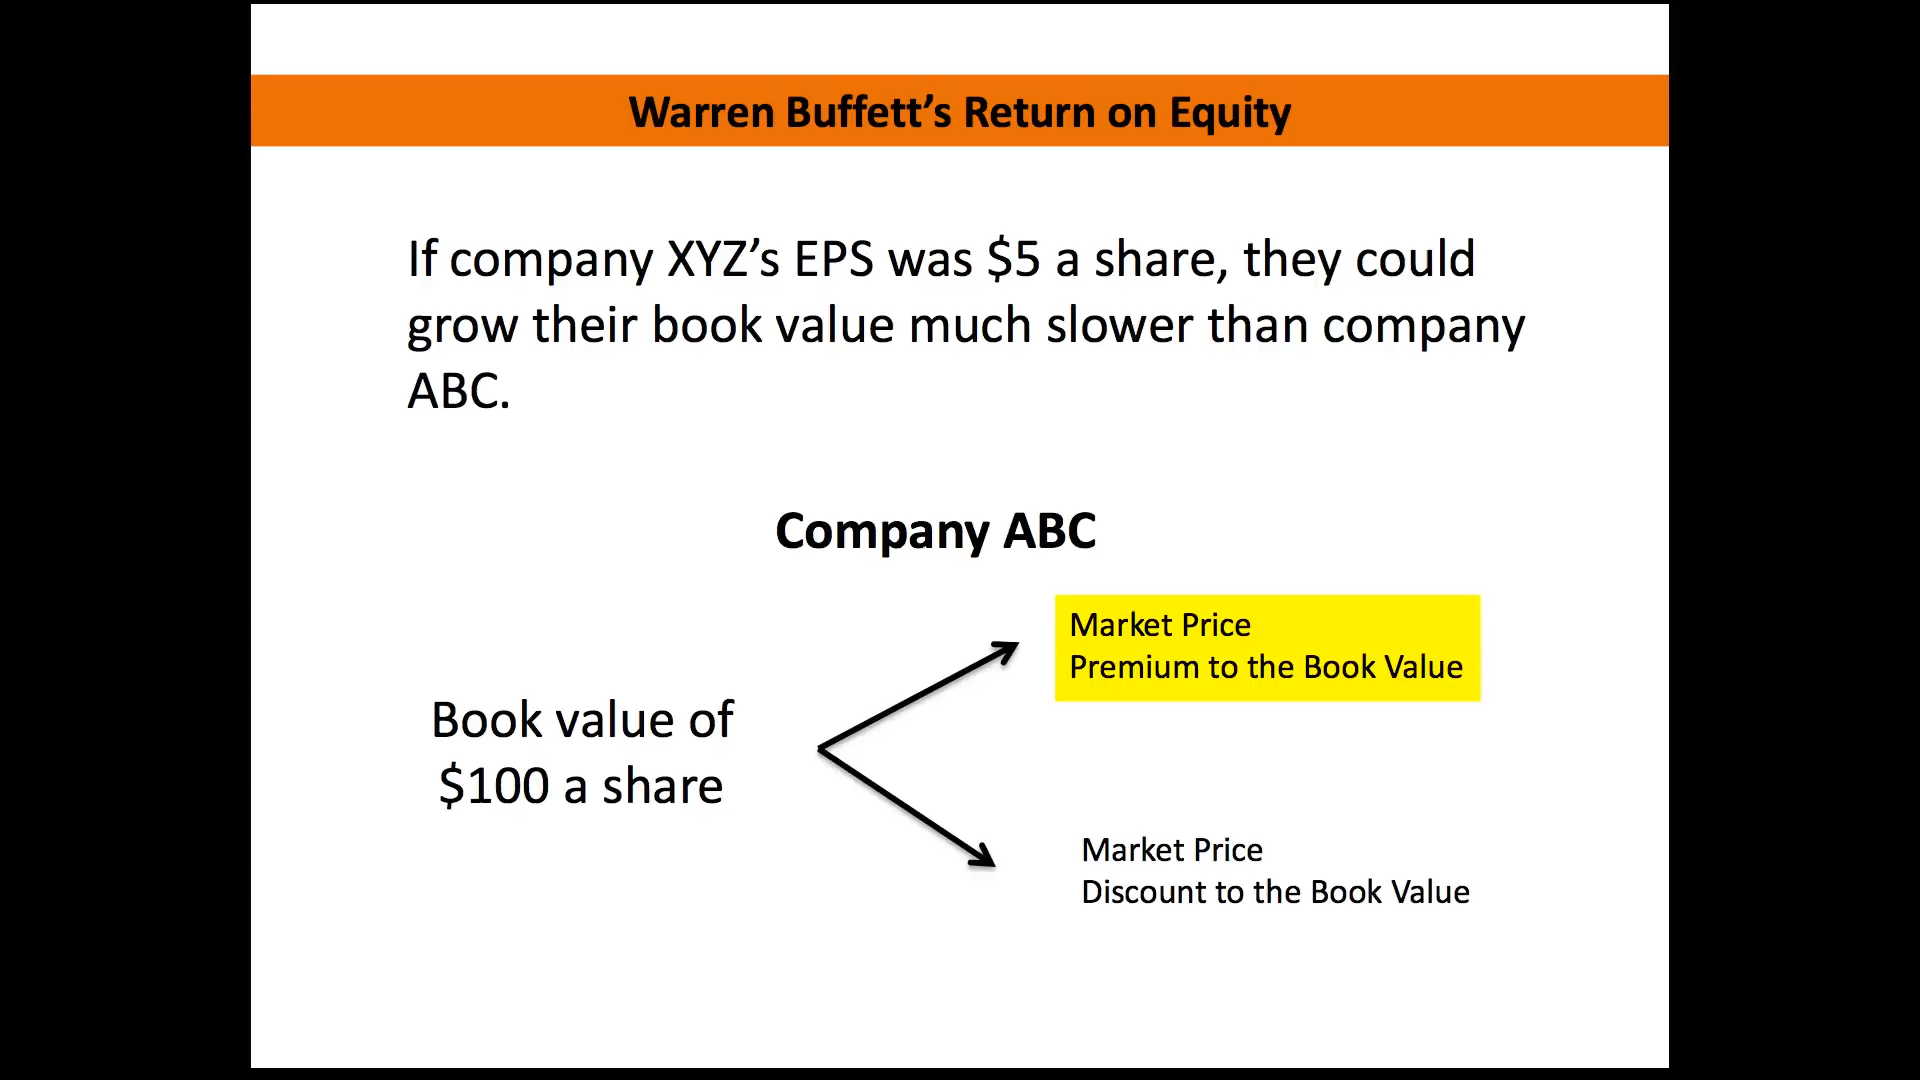 Warren Buffett’s Return on Equity
If company XYZ’s EPS was $5 a share, they could
grow their book value much slower than company
ABC.
Company ABC
Market Price
Premium to the Book Value
Book value of
$100 a share
Market Price
Discount to the Book Value